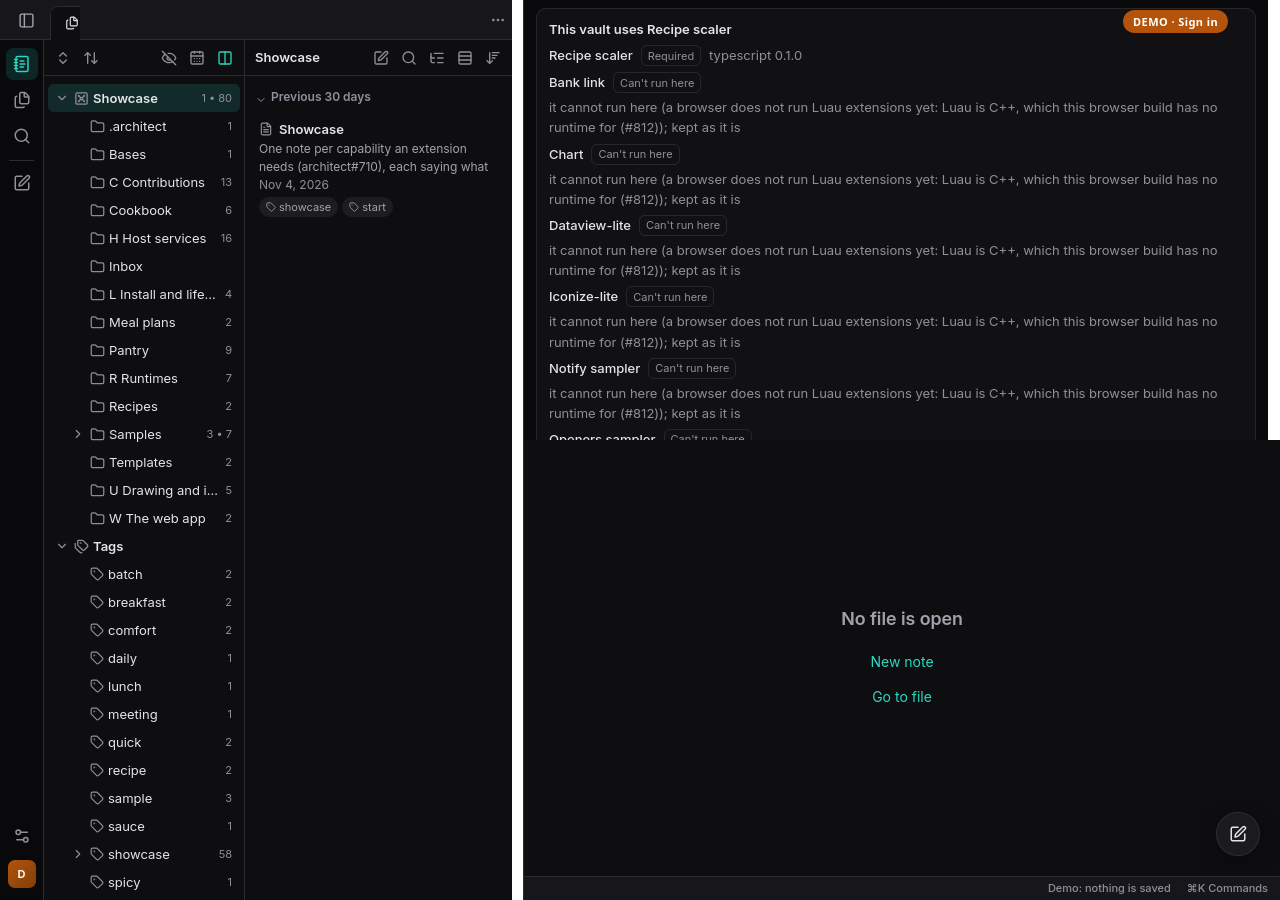 Showcase
1 • 80
.architect
1
Bases
1
C Contributions
13
Cookbook
6
H Host services
16
Inbox
L Install and life...
4
Meal plans
2
Pantry
9
R Runtimes
7
Recipes
2
Samples
3 • 7
Templates
2
U Drawing and i...
5
W The web app
2
Tags
batch
2
breakfast
2
comfort
2
daily
1
lunch
1
meeting
1
quick
2
recipe
2
sample
3
sauce
1
showcase
58
spicy
1
D
Showcase
Previous 30 days
Showcase
One note per capability an extension
needs (architect#710), each saying what
Nov 4, 2026
showcase
start
DEMO · Sign in
This vault uses Recipe scaler
Recipe scaler Required typescript 0.1.0
Bank link Can't run here
it cannot run here (a browser does not run Luau extensions yet: Luau is C++, which this browser build has no
runtime for (#812)); kept as it is
Chart Can't run here
it cannot run here (a browser does not run Luau extensions yet: Luau is C++, which this browser build has no
runtime for (#812)); kept as it is
Dataview-lite Can't run here
it cannot run here (a browser does not run Luau extensions yet: Luau is C++, which this browser build has no
runtime for (#812)); kept as it is
Iconize-lite Can't run here
it cannot run here (a browser does not run Luau extensions yet: Luau is C++, which this browser build has no
runtime for (#812)); kept as it is
Notify sampler Can't run here
it cannot run here (a browser does not run Luau extensions yet: Luau is C++, which this browser build has no
runtime for (#812)); kept as it is
Openers sampler Can't run here
No file is open
New note
Go to file
Demo: nothing is saved
⌘K Commands